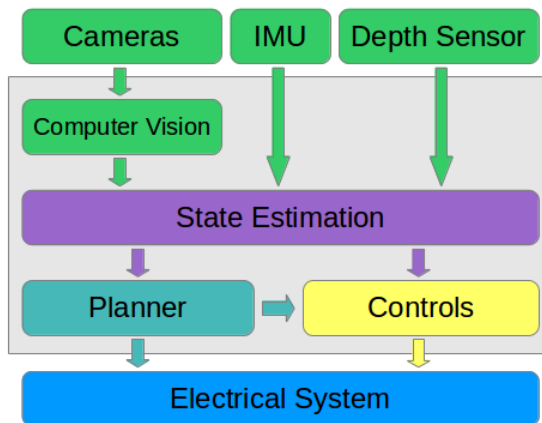 Cameras
IMU
Depth Sensor
Computer Vision
State Estimation
Planner
Controls
Electrical System